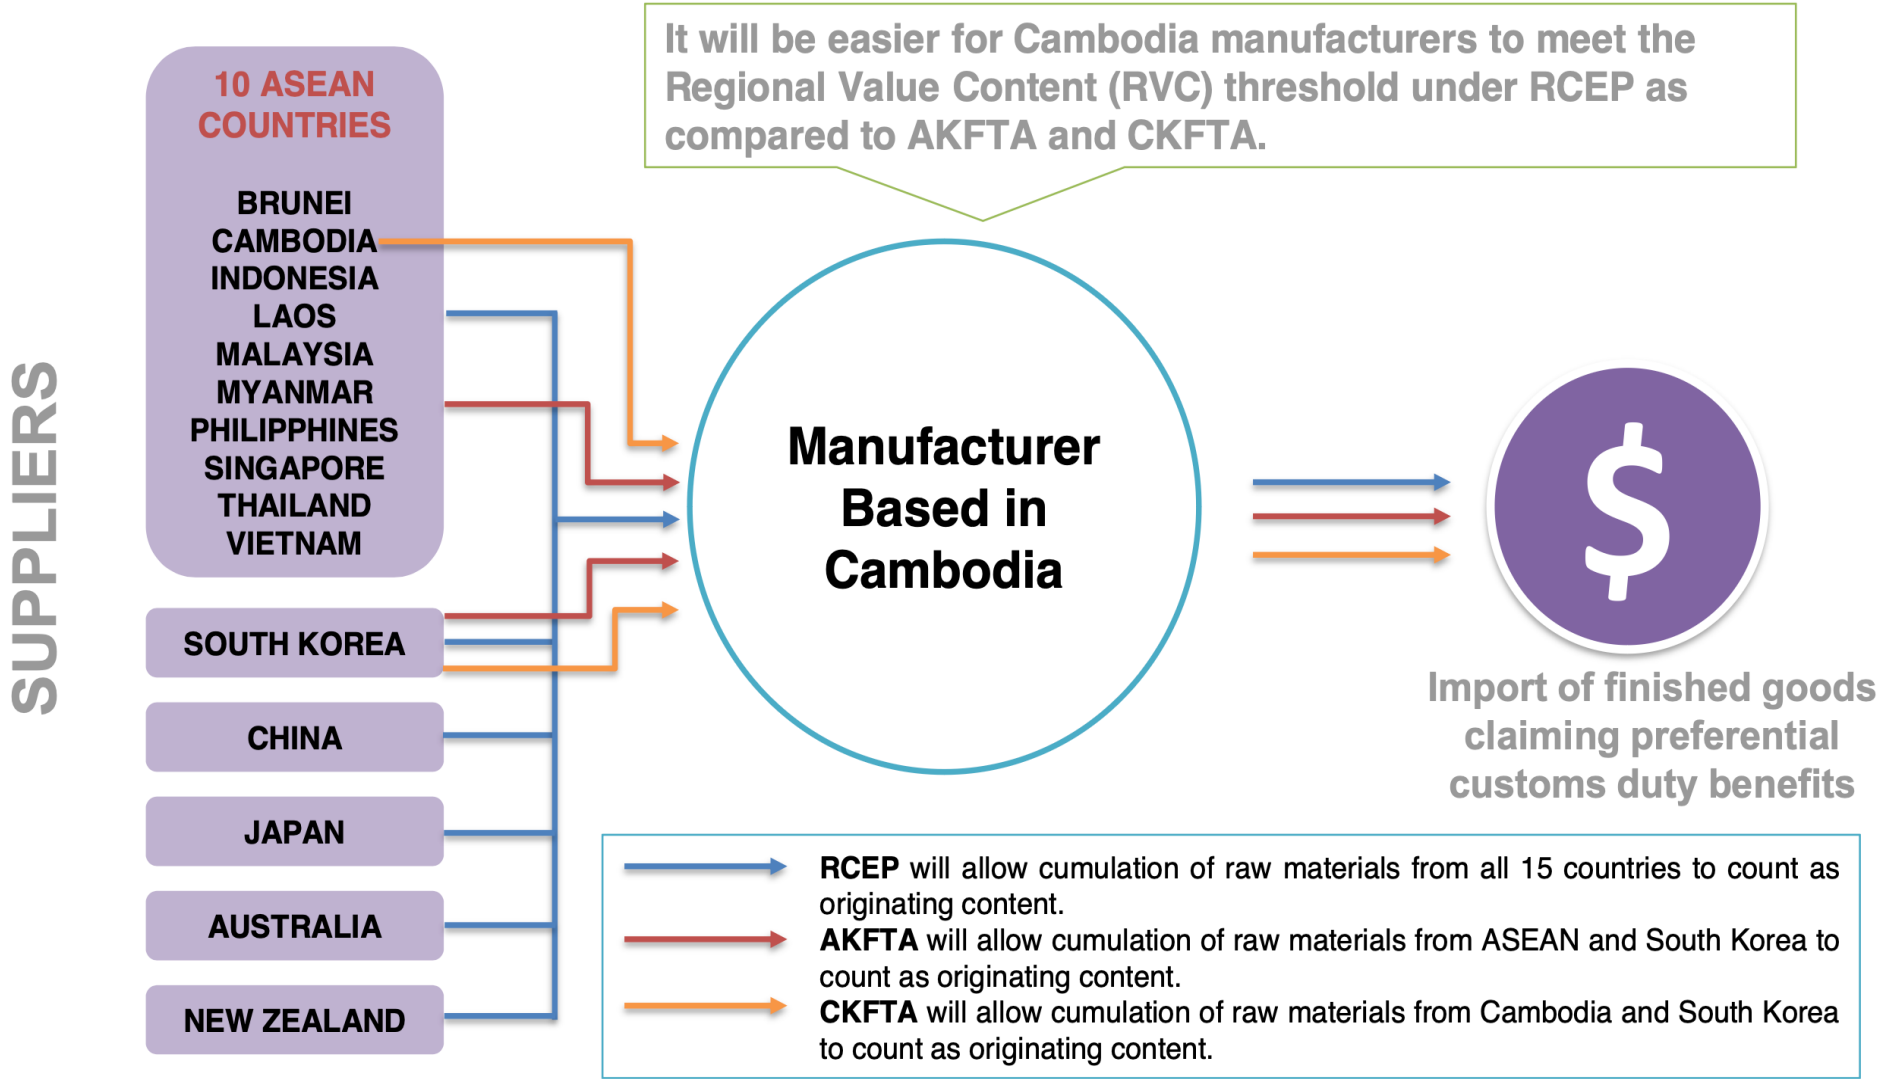 It will be easier for Cambodia manufacturers to meet the
Regional Value Content (RVC) threshold under RCEP as
compared to AKFTA and CKFTA.
SUPPLIERS
10 ASEAN
COUNTRIES
BRUNEI
CAMBODIA
INDONESIA
LAOS
MALAYSIA
MYANMAR
PHILIPPHINES
SINGAPORE
THAILAND
VIETNAM
SOUTH KOREA
CHINA
JAPAN
AUSTRALIA
NEW ZEALAND
Manufacturer
Based in
Cambodia
$
Import of finished goods
claiming preferential
customs duty benefits
RCEP will allow cumulation of raw materials from all 15 countries to count as
originating content.
AKFTA will allow cumulation of raw materials from ASEAN and South Korea to
count as originating content.
CKFTA will allow cumulation of raw materials from Cambodia and South Korea
to count as originating content.